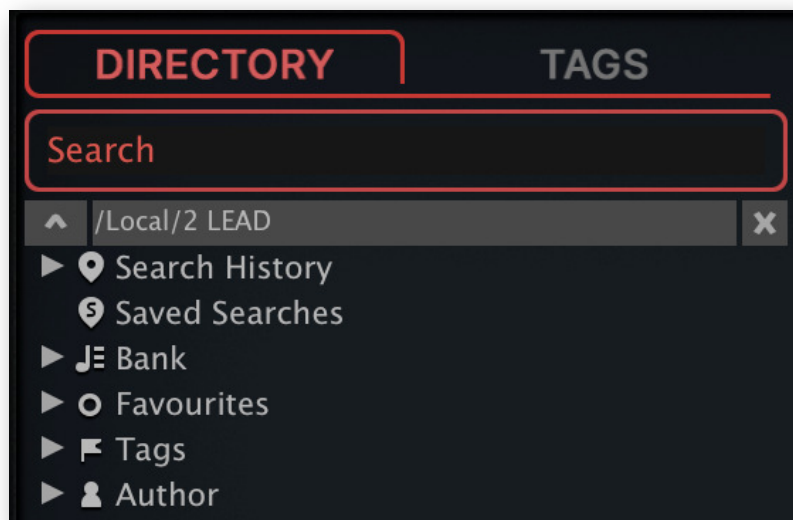 DIRECTORY TAGS
Search
/Local/2 LEAD
Search History
Saved Searches
Bank
Favourites
Tags
Author